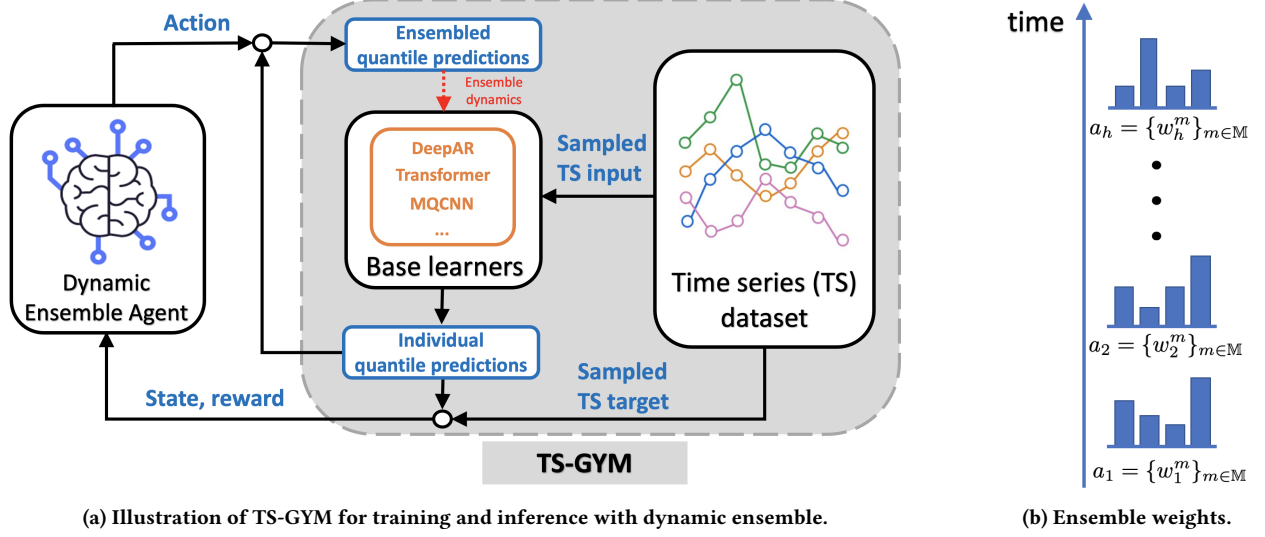 Action
Ensembled
quantile predictions
Ensemble
dynamics
DeepAR
Transformer
MQCNN
...
Base learners
Sampled
TS input
Time series (TS)
dataset
Dynamic
Ensemble Agent
Individual
quantile predictions
State, reward
Sampled
TS target
TS-GYM
(a) Illustration of TS-GYM for training and inference with dynamic ensemble.
time
a_h = {w_h^m}_{m∈𝕄}
a_2 = {w_2^m}_{m∈𝕄}
a_1 = {w_1^m}_{m∈𝕄}
(b) Ensemble weights.